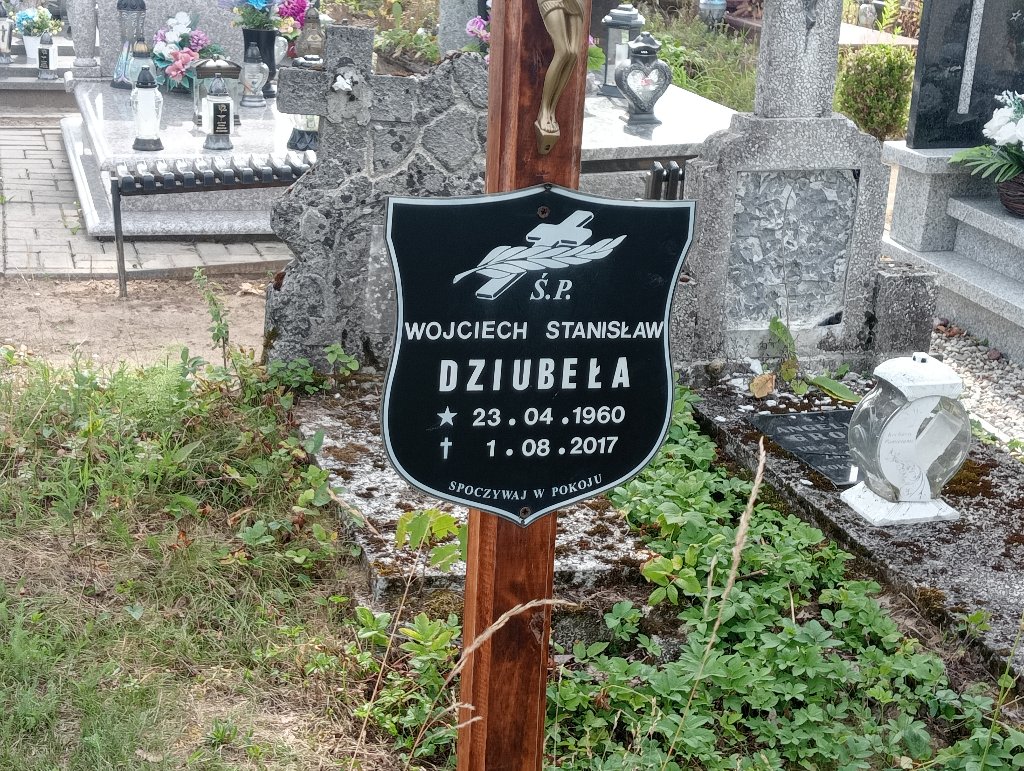 Ś.P.
WOJCIECH STANISŁAW
DZIUBEŁA
★ 23.04.1960
✝ 1.08.2017
SPOCZYWAJ W POKOJU